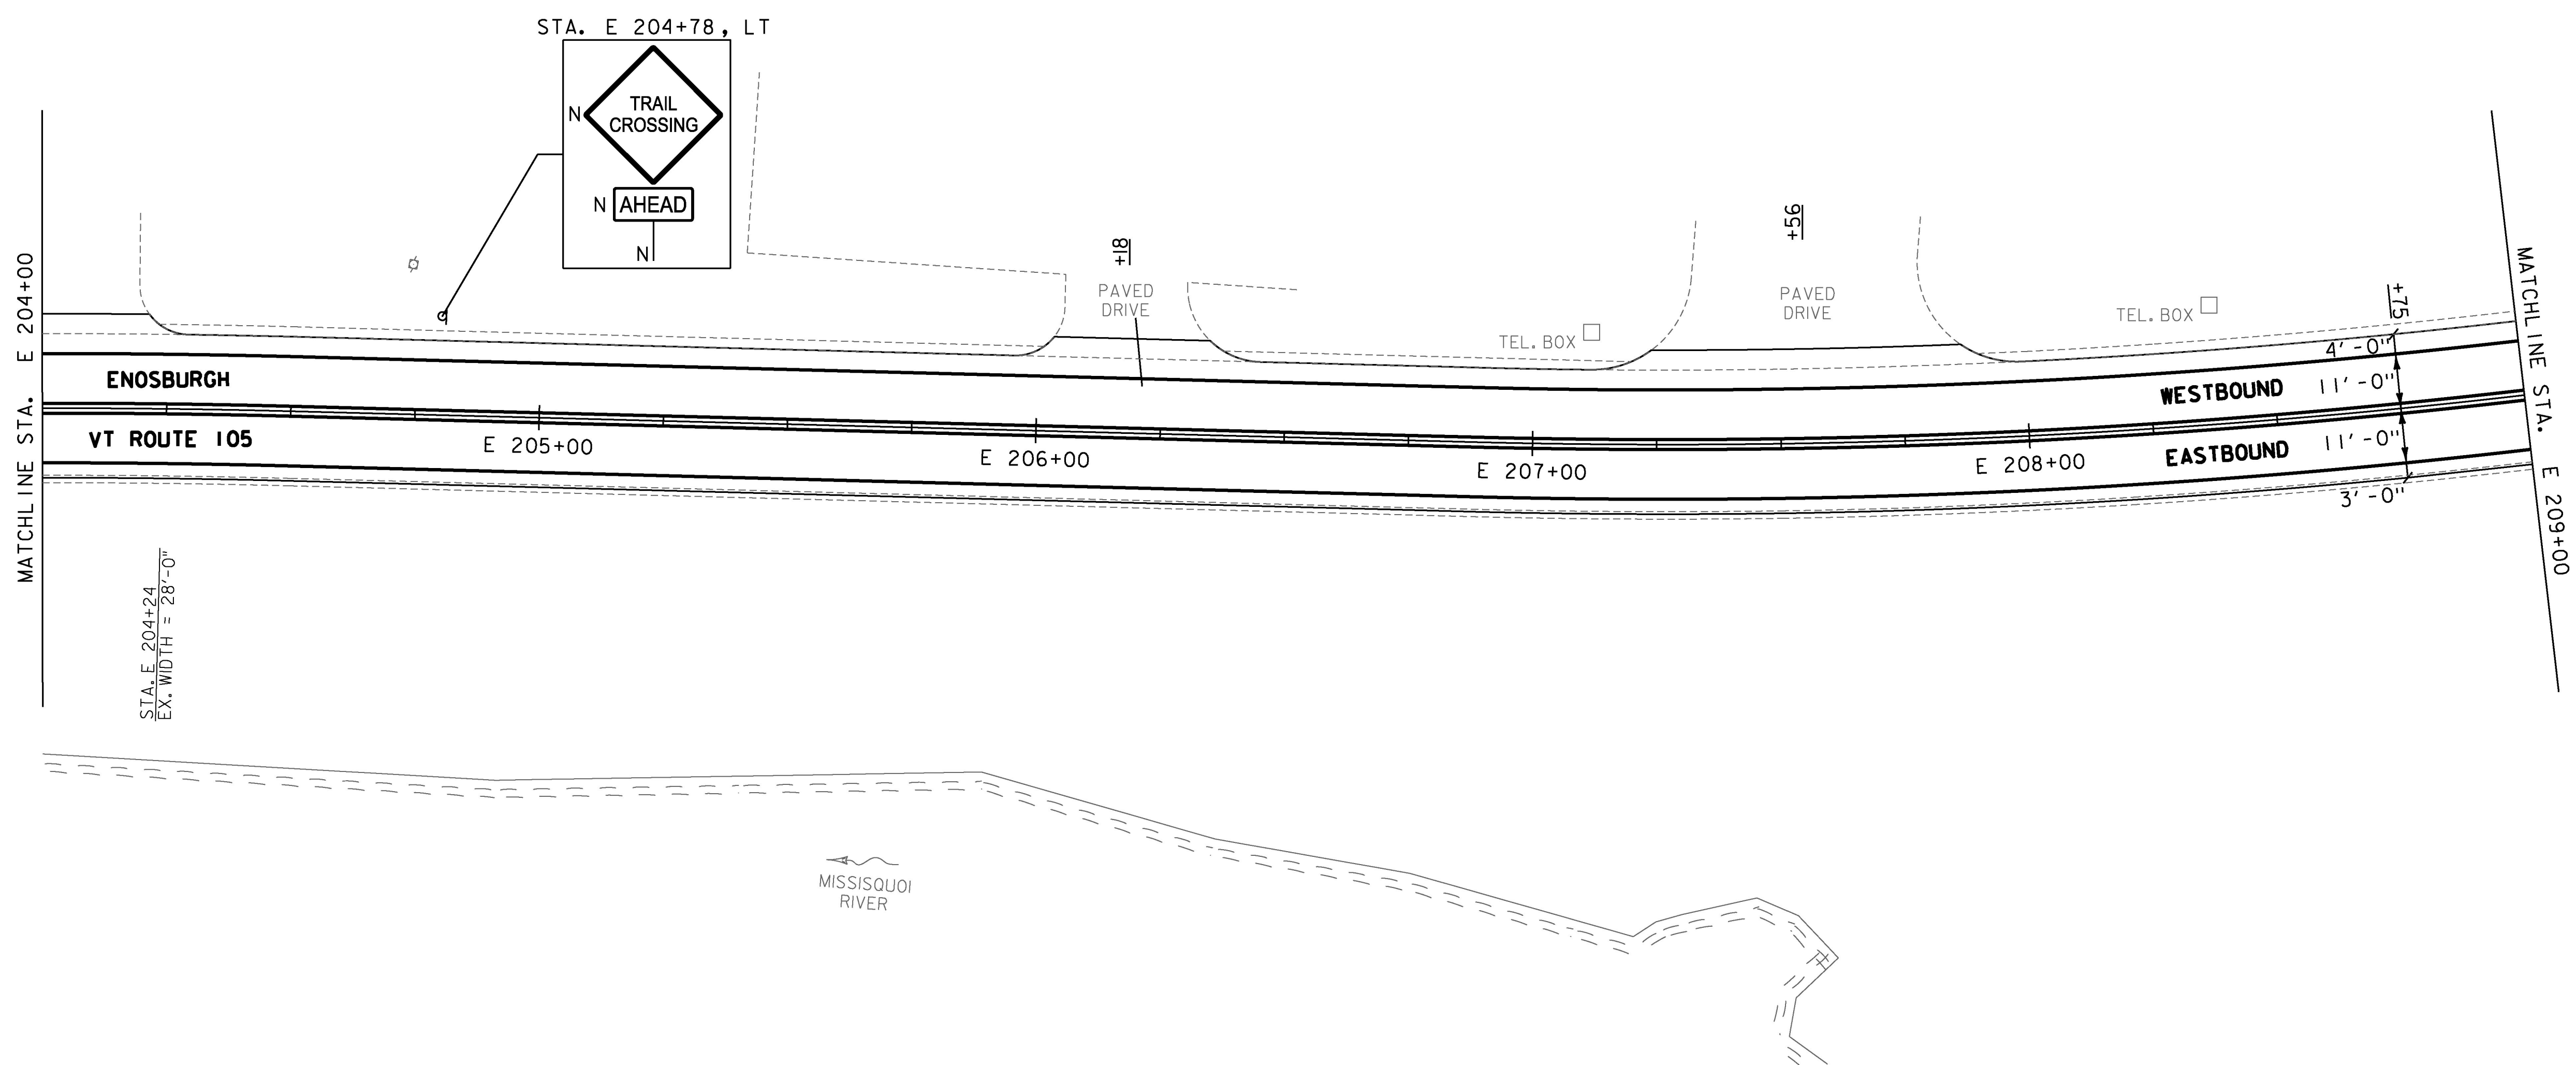 STA. E 204+78, LT
N
TRAIL
CROSSING
N AHEAD
N
MATCHLINE STA. E 204+00
+18
PAVED
DRIVE
+56
PAVED
DRIVE
TEL. BOX
TEL. BOX
+75
MATCHLINE STA. E 209+00
4'-0"
ENOSBURGH
WESTBOUND 11'-0"
VT ROUTE 105
E 205+00
E 206+00
E 207+00
E 208+00
EASTBOUND 11'-0"
3'-0"
STA. E 204+24
EX. WIDTH = 28'-0"
MISSISQUOI
RIVER